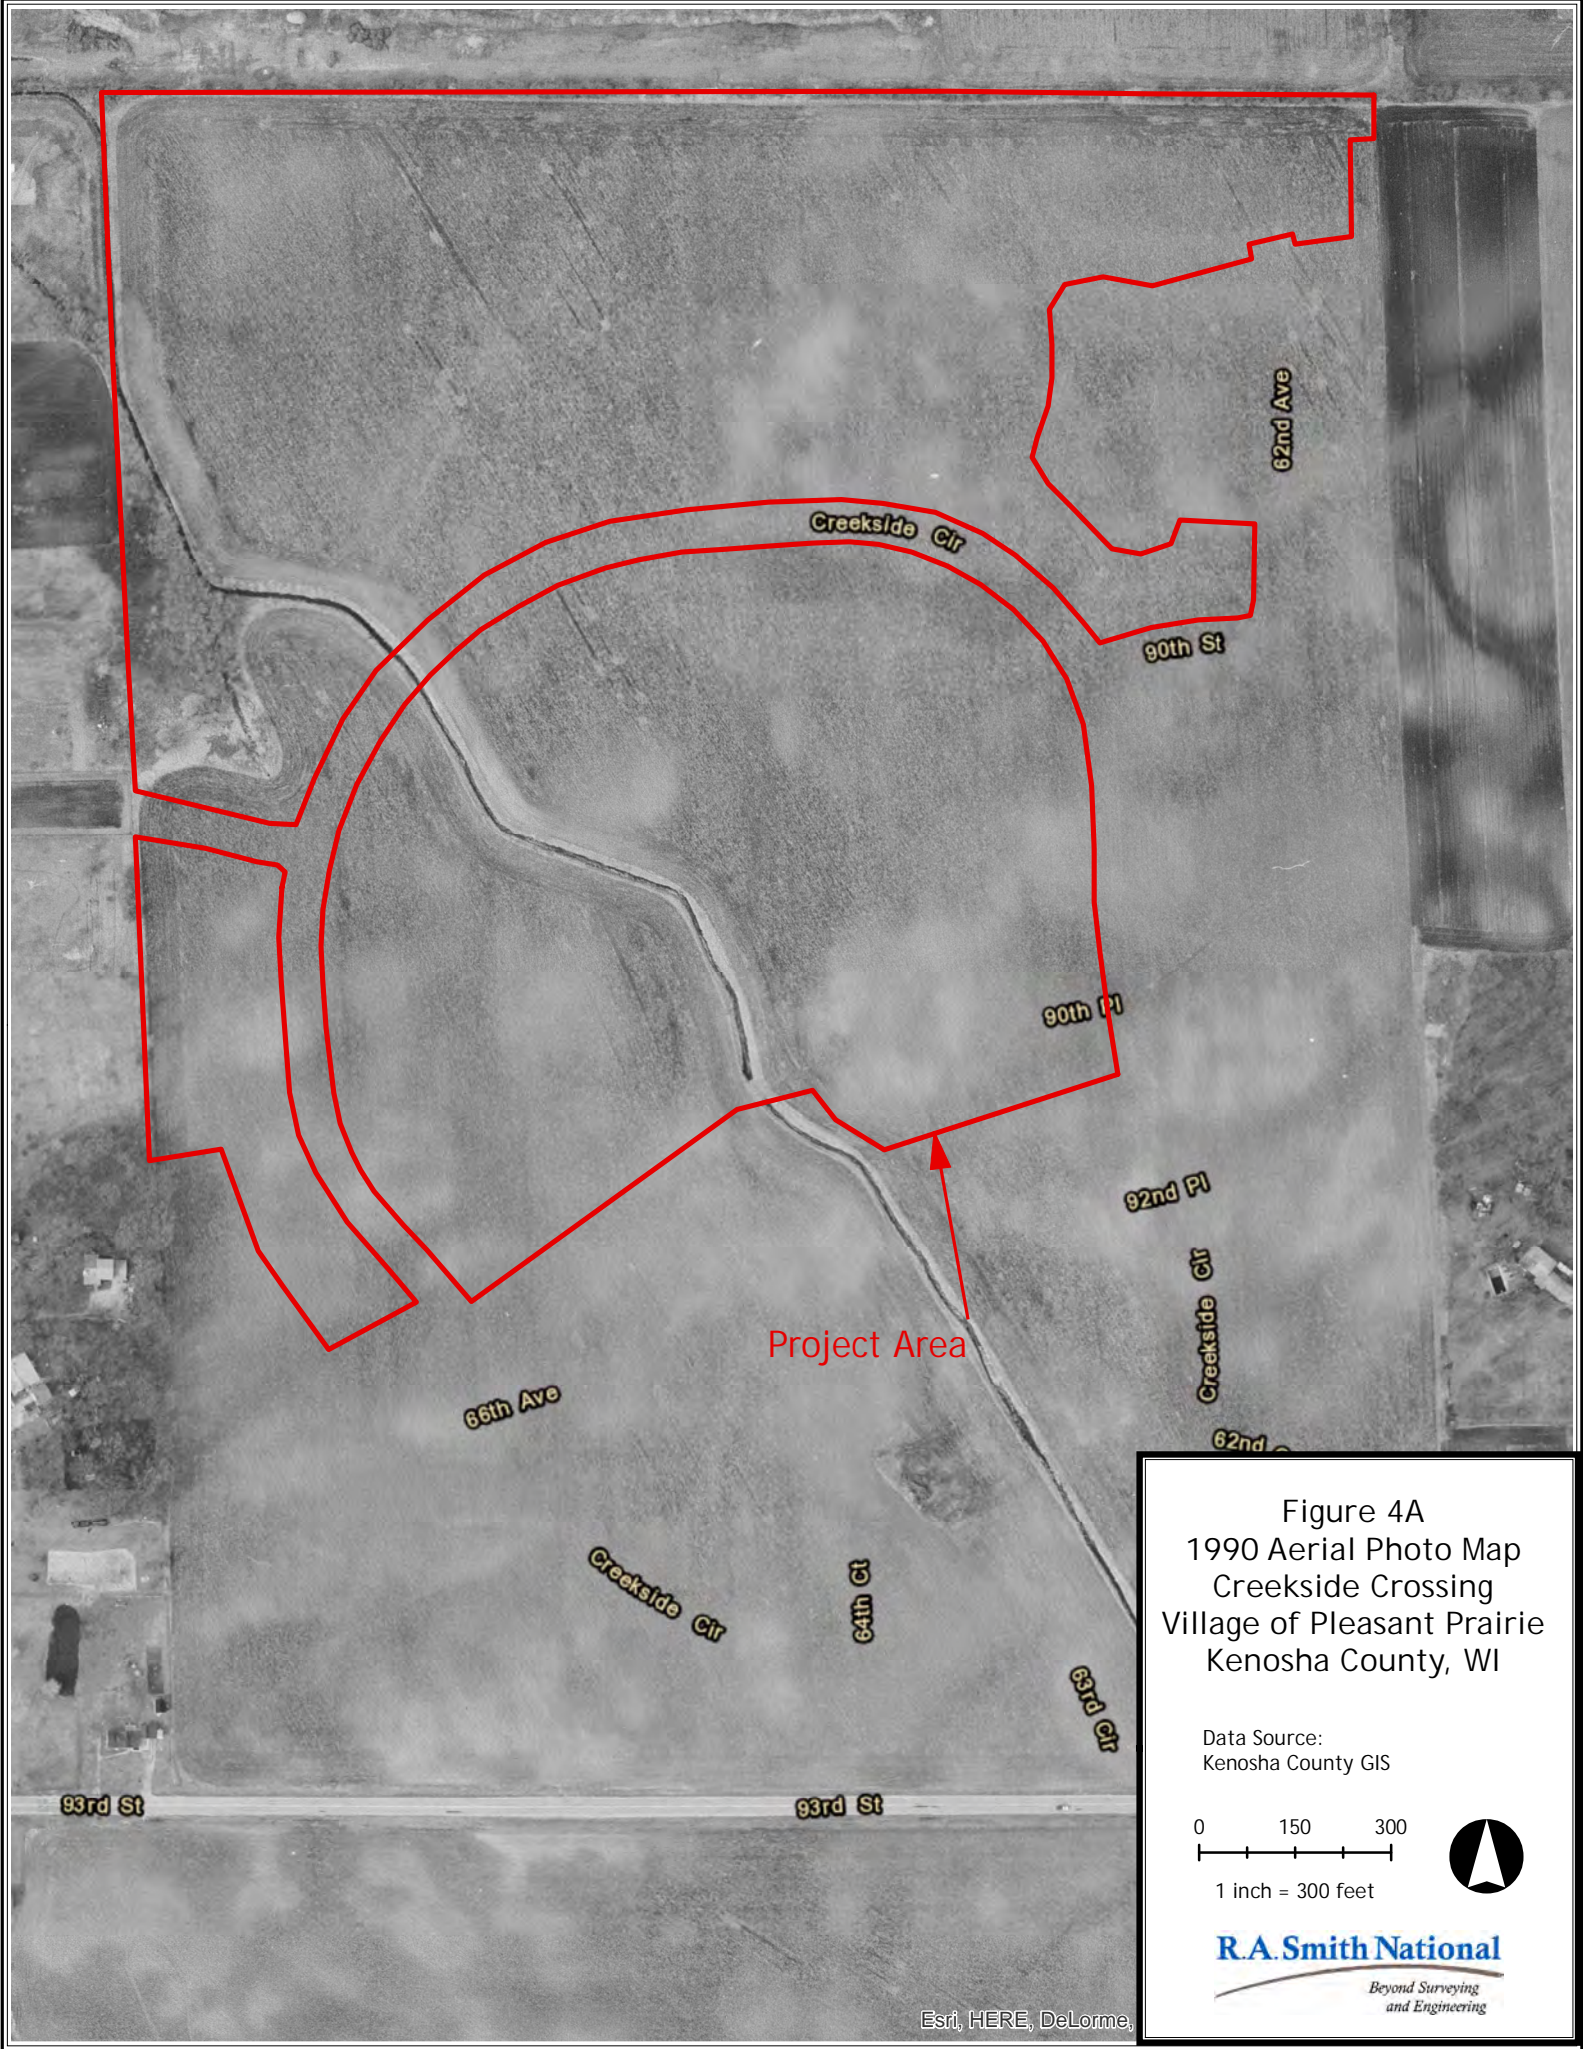 62nd Ave
Creekside Cir
90th St
90th Pl
92nd Pl
Creekside Cir
Project Area
66th Ave
62nd
Creekside Cir
64th Ct
63rd Cir
93rd St
93rd St
Esri, HERE, DeLorme,
Figure 4A
1990 Aerial Photo Map
Creekside Crossing
Village of Pleasant Prairie
Kenosha County, WI
Data Source:
Kenosha County GIS
0 150 300
1 inch = 300 feet
R.A. Smith National
Beyond Surveying
and Engineering